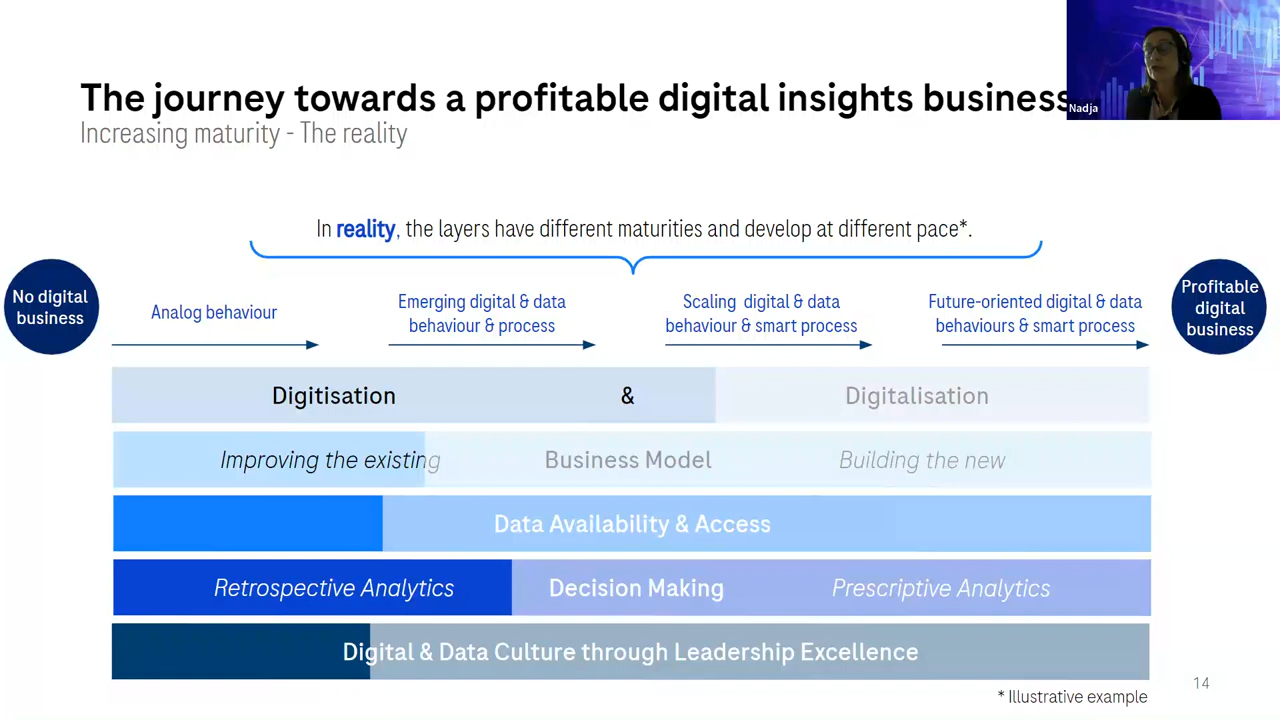 The journey towards a profitable digital insights business
Nadja
Increasing maturity - The reality
In reality, the layers have different maturities and develop at different pace*.
No digital
business
Analog behaviour
Emerging digital & data
behaviour & process
Scaling digital & data
behaviour & smart process
Future-oriented digital & data
behaviours & smart process
Profitable
digital
business
Digitisation & Digitalisation
Improving the existing Business Model Building the new
Data Availability & Access
Retrospective Analytics Decision Making Prescriptive Analytics
Digital & Data Culture through Leadership Excellence
14
* Illustrative example